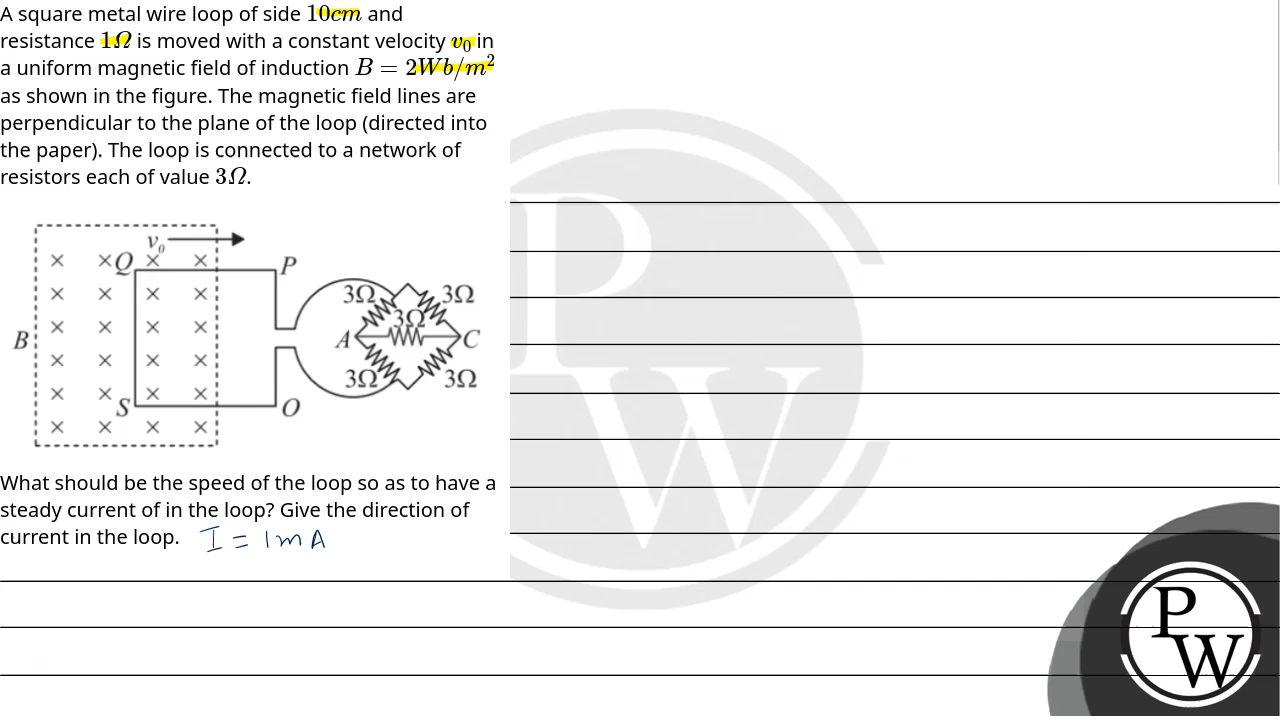 A square metal wire loop of side 10cm and
resistance 1Ω is moved with a constant velocity v₀ in
a uniform magnetic field of induction B = 2Wb/m²
as shown in the figure. The magnetic field lines are
perpendicular to the plane of the loop (directed into
the paper). The loop is connected to a network of
resistors each of value 3Ω.
v₀
× × Q × ×
P
× × × ×
3Ω 3Ω
× × × ×
3Ω
B
A C
× × × ×
3Ω 3Ω
× × × ×
S O
× × × ×
What should be the speed of the loop so as to have a
steady current of in the loop? Give the direction of
current in the loop. I = 1mA
P
W
P
W